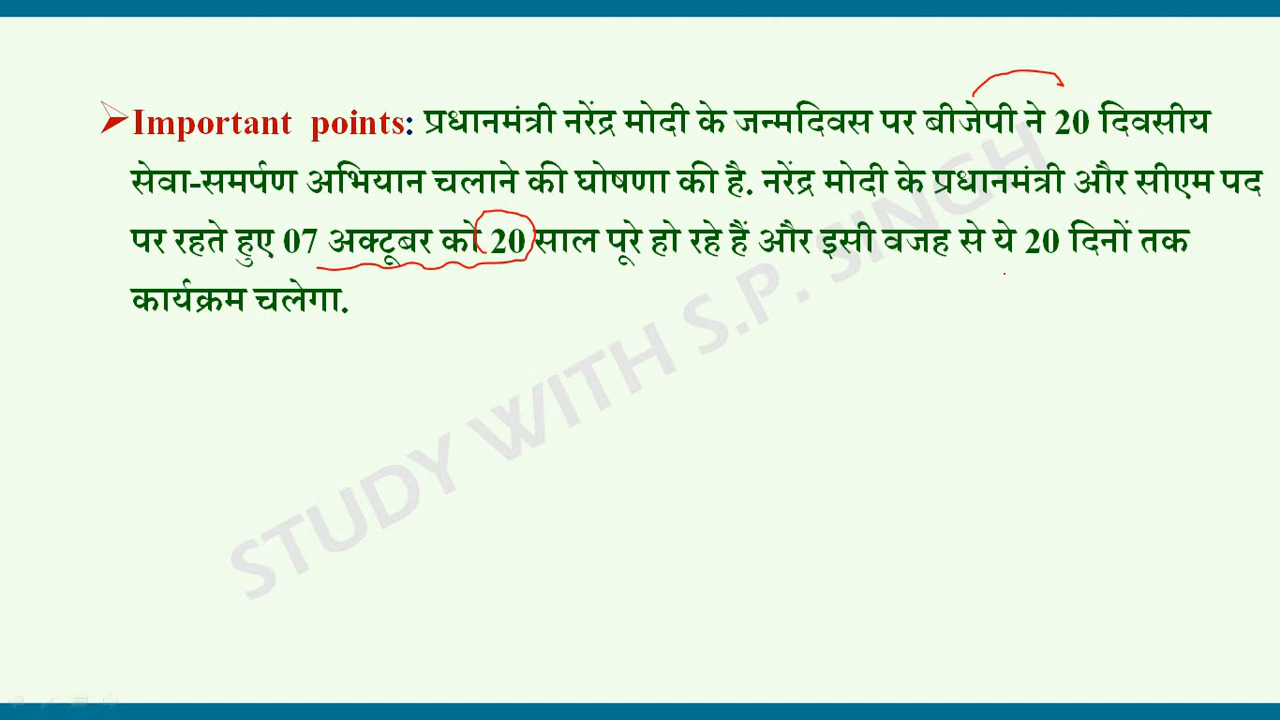 Important points: प्रधानमंत्री नरेंद्र मोदी के जन्मदिवस पर बीजेपी ने 20 दिवसीय
सेवा-समर्पण अभियान चलाने की घोषणा की है. नरेंद्र मोदी के प्रधानमंत्री और सीएम पद
पर रहते हुए 07 अक्टूबर को 20 साल पूरे हो रहे हैं और इसी वजह से ये 20 दिनों तक
कार्यक्रम चलेगा.
STUDY WITH S.P. SINGH